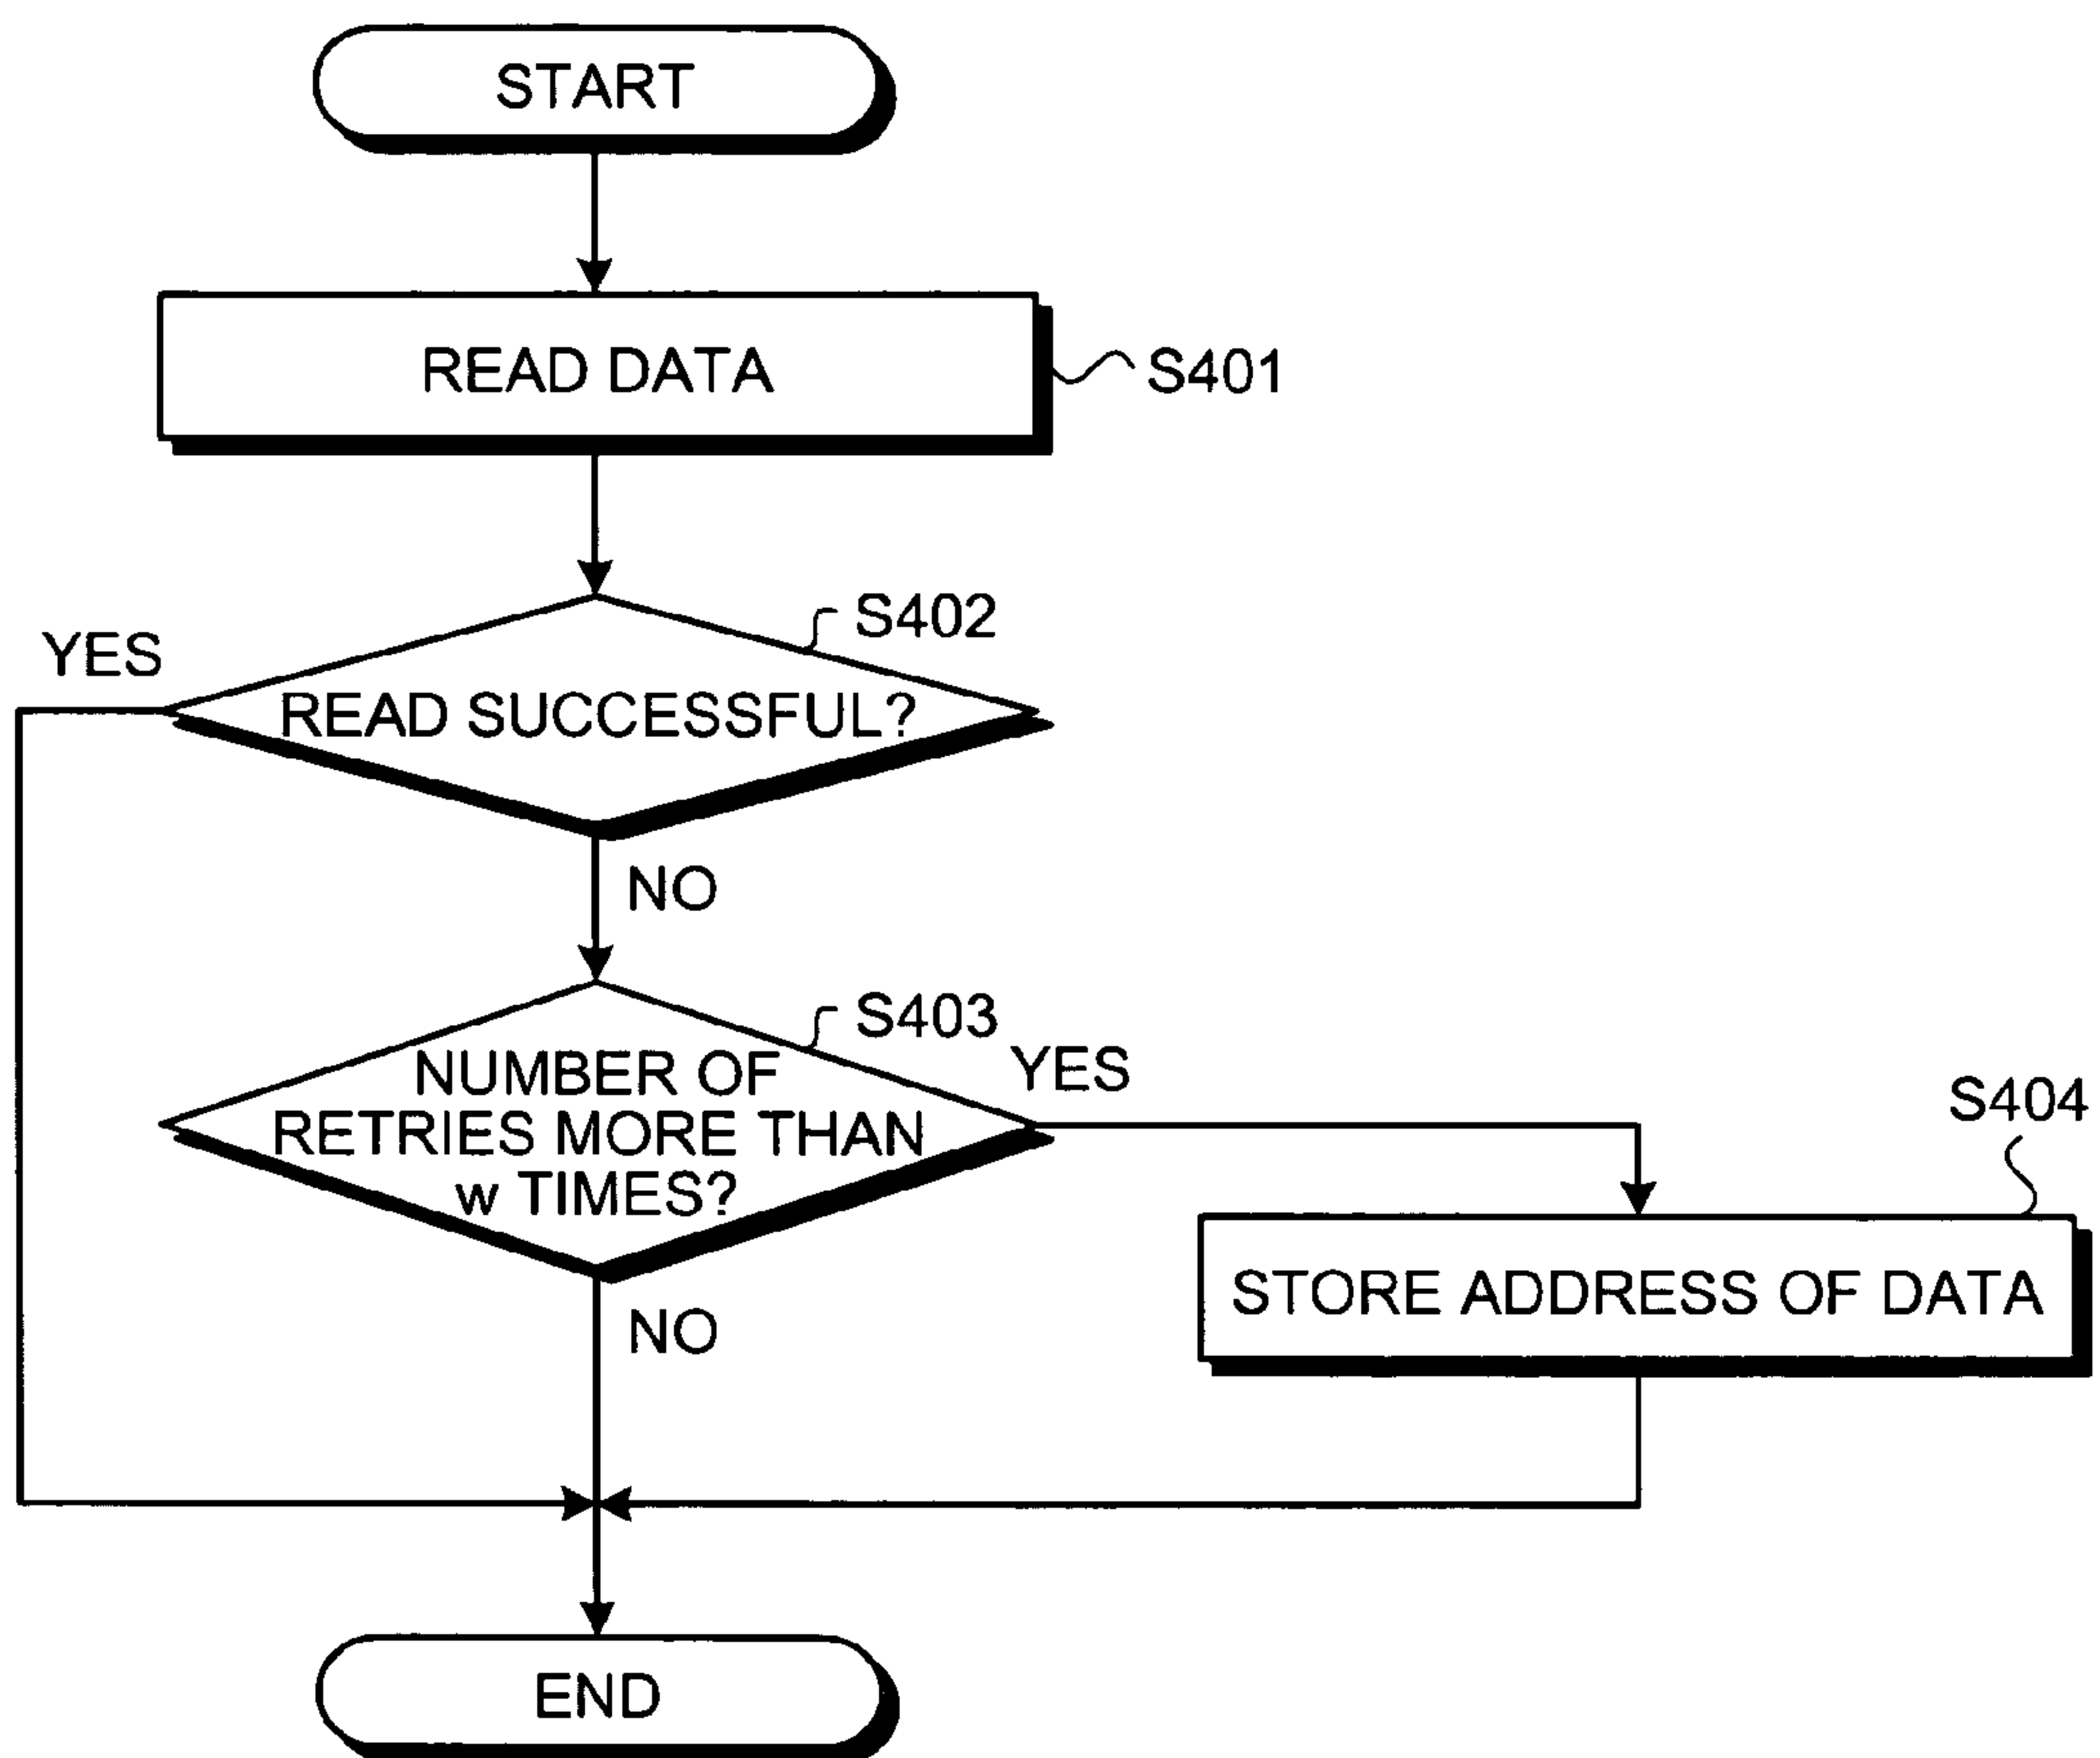 START
READ DATA
S401
S402
YES
READ SUCCESSFUL?
NO
S403
NUMBER OF
RETRIES MORE THAN
w TIMES?
YES
S404
STORE ADDRESS OF DATA
NO
END